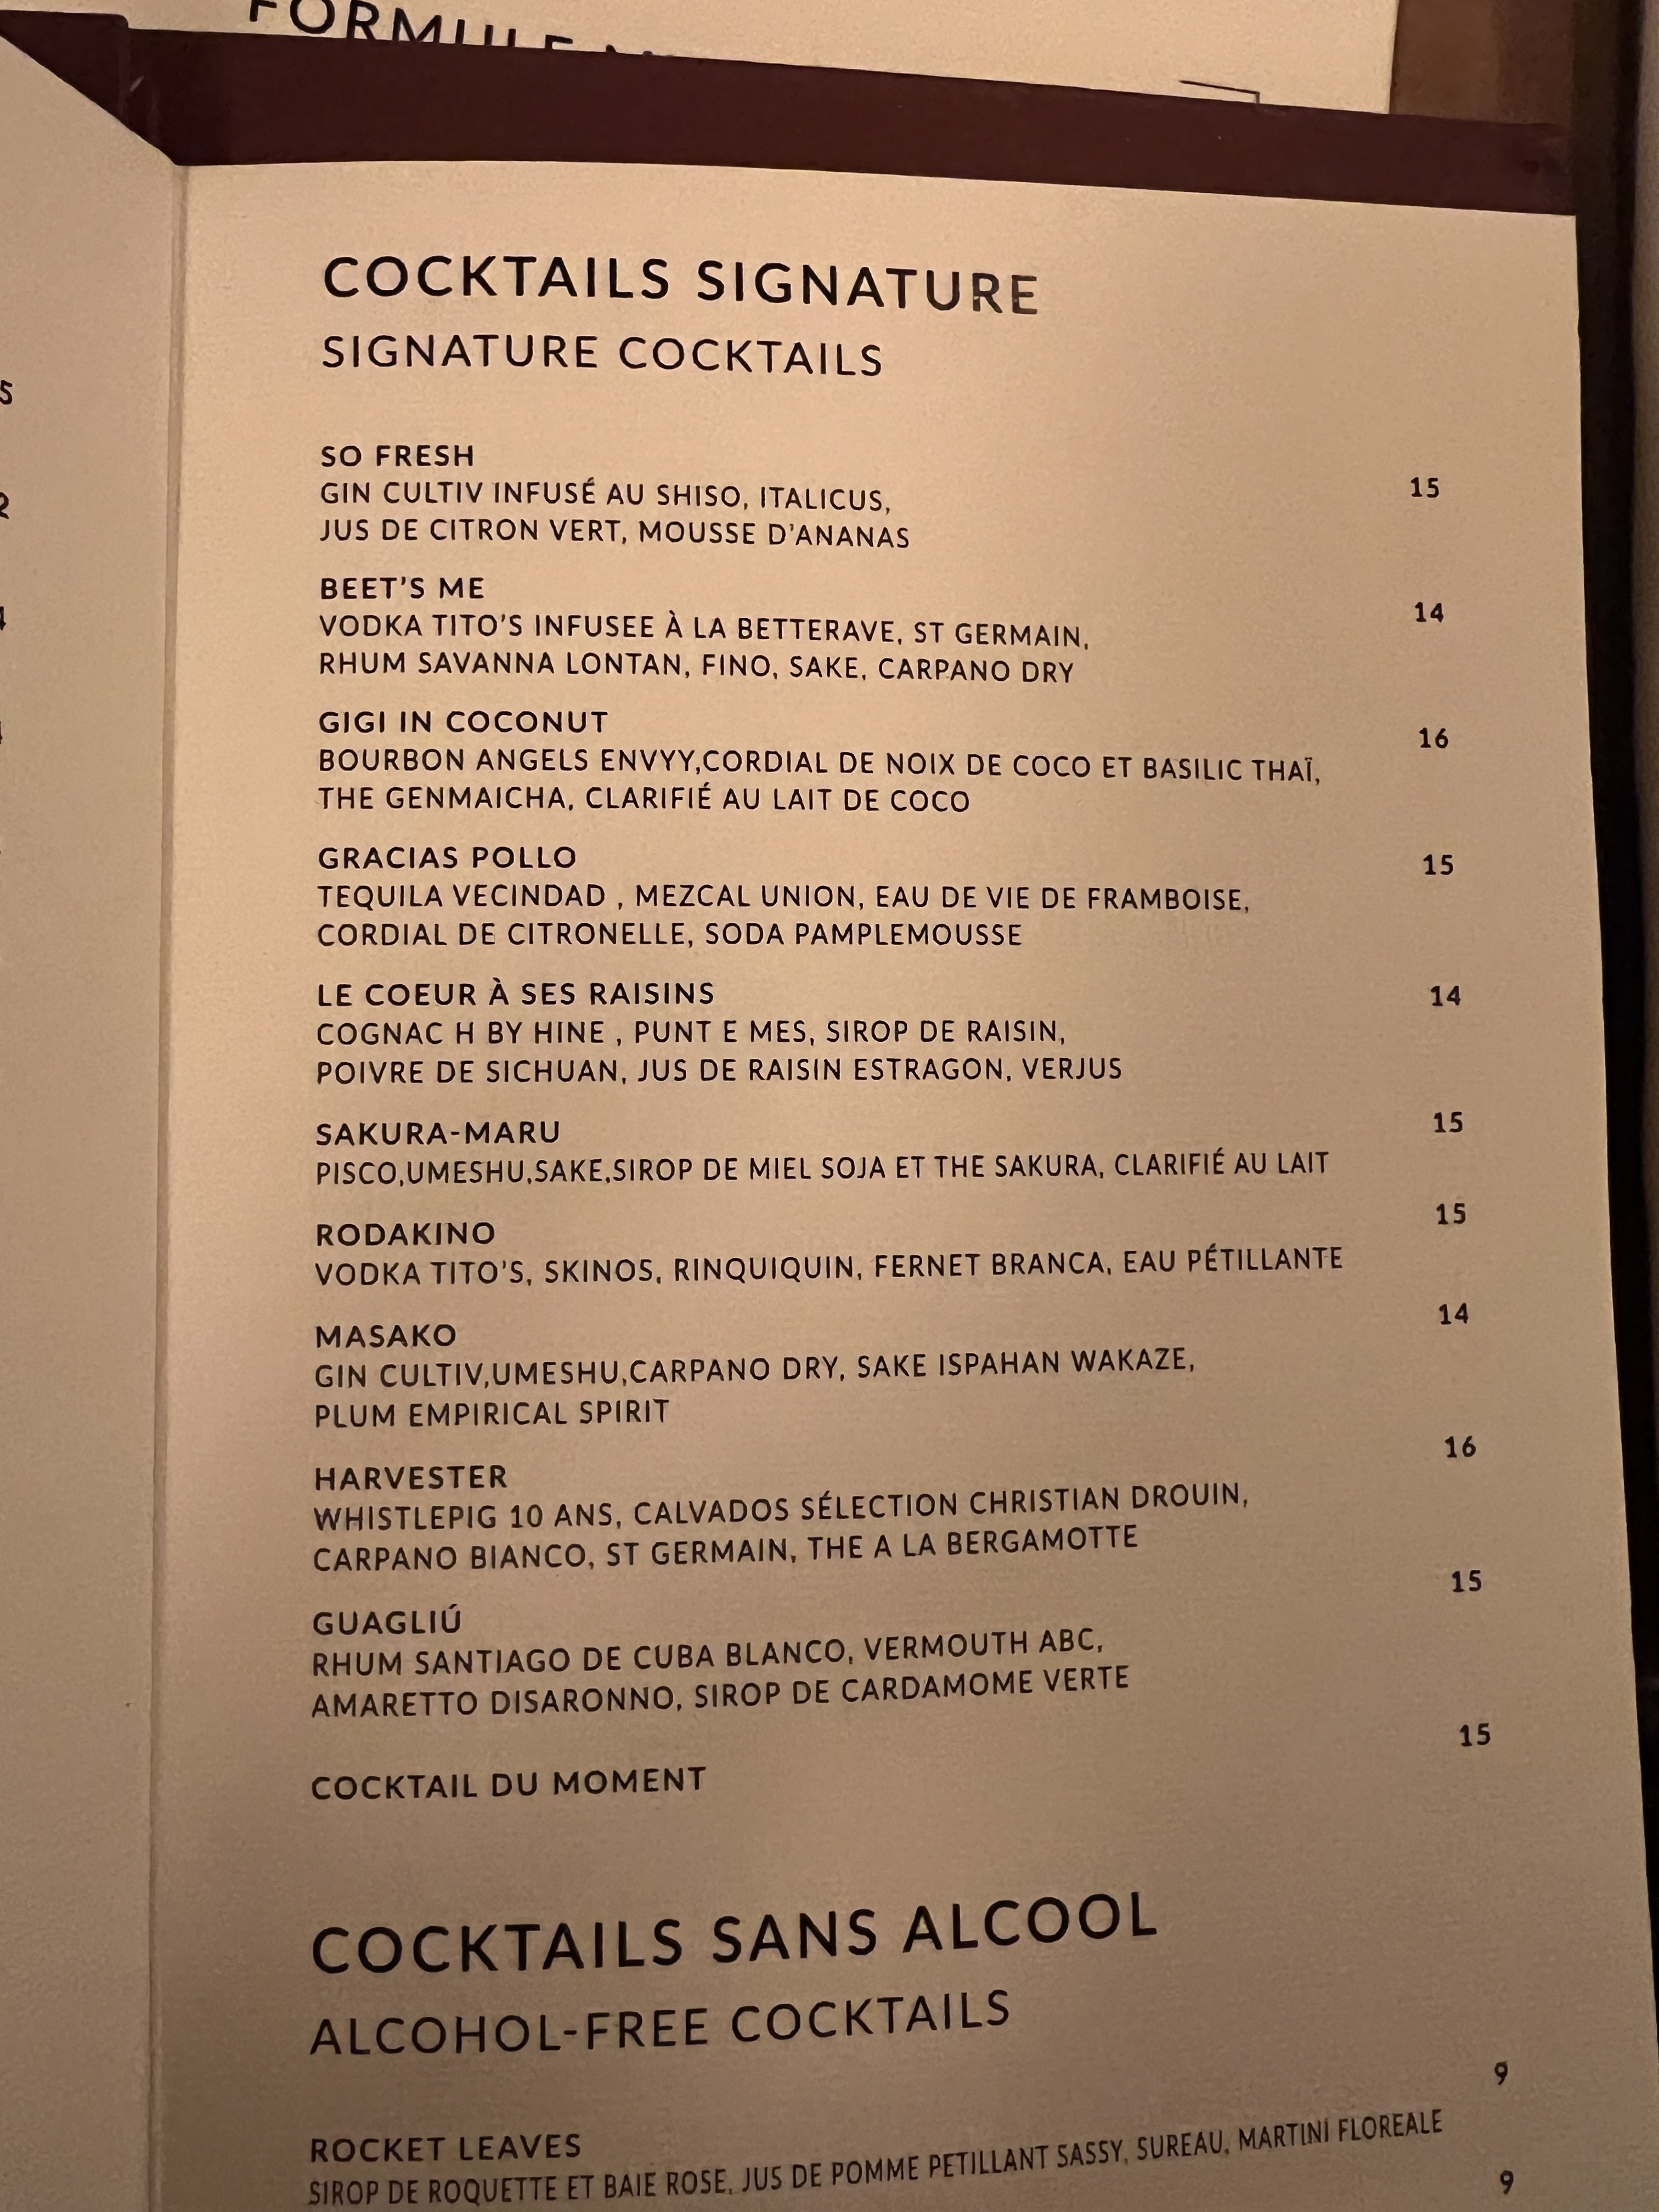 COCKTAILS SIGNATURE
SIGNATURE COCKTAILS
SO FRESH
GIN CULTIV INFUSÉ AU SHISO, ITALICUS, 15
JUS DE CITRON VERT, MOUSSE D'ANANAS
BEET'S ME
VODKA TITO'S INFUSEE À LA BETTERAVE, ST GERMAIN, 14
RHUM SAVANNA LONTAN, FINO, SAKE, CARPANO DRY
GIGI IN COCONUT 16
BOURBON ANGELS ENVYY,CORDIAL DE NOIX DE COCO ET BASILIC THAÏ,
THE GENMAICHA, CLARIFIÉ AU LAIT DE COCO
GRACIAS POLLO 15
TEQUILA VECINDAD , MEZCAL UNION, EAU DE VIE DE FRAMBOISE,
CORDIAL DE CITRONELLE, SODA PAMPLEMOUSSE
LE COEUR À SES RAISINS 14
COGNAC H BY HINE , PUNT E MES, SIROP DE RAISIN,
POIVRE DE SICHUAN, JUS DE RAISIN ESTRAGON, VERJUS
SAKURA-MARU 15
PISCO,UMESHU,SAKE,SIROP DE MIEL SOJA ET THE SAKURA, CLARIFIÉ AU LAIT
RODAKINO 15
VODKA TITO'S, SKINOS, RINQUIQUIN, FERNET BRANCA, EAU PÉTILLANTE
MASAKO 14
GIN CULTIV,UMESHU,CARPANO DRY, SAKE ISPAHAN WAKAZE,
PLUM EMPIRICAL SPIRIT
HARVESTER 16
WHISTLEPIG 10 ANS, CALVADOS SÉLECTION CHRISTIAN DROUIN,
CARPANO BIANCO, ST GERMAIN, THE A LA BERGAMOTTE
GUAGLIÚ 15
RHUM SANTIAGO DE CUBA BLANCO, VERMOUTH ABC,
AMARETTO DISARONNO, SIROP DE CARDAMOME VERTE
COCKTAIL DU MOMENT 15
COCKTAILS SANS ALCOOL
ALCOHOL-FREE COCKTAILS
ROCKET LEAVES 9
SIROP DE ROQUETTE ET BAIE ROSE, JUS DE POMME PETILLANT SASSY, SUREAU, MARTINI FLOREALE
9